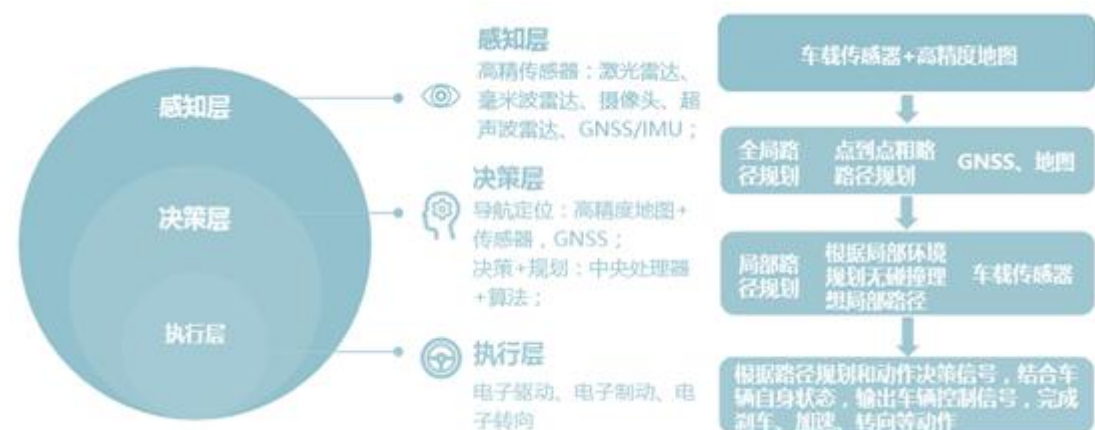 感知层
决策层
执行层
感知层
高精传感器：激光雷达、
毫米波雷达、摄像头、超
声波雷达、GNSS/IMU；
决策层
导航定位：高精度地图+
传感器，GNSS；
决策+规划：中央处理器
+算法；
执行层
电子驱动、电子制动、电
子转向
车载传感器+高精度地图
全局路
径规划
点到点粗略
路径规划
GNSS、地图
局部路
径规划
根据局部环境
规划无碰撞理
想局部路径
车载传感器
根据路径规划和动作决策信号，结合车
辆自身状态，输出车辆控制信号，完成
刹车、加速、转向等动作